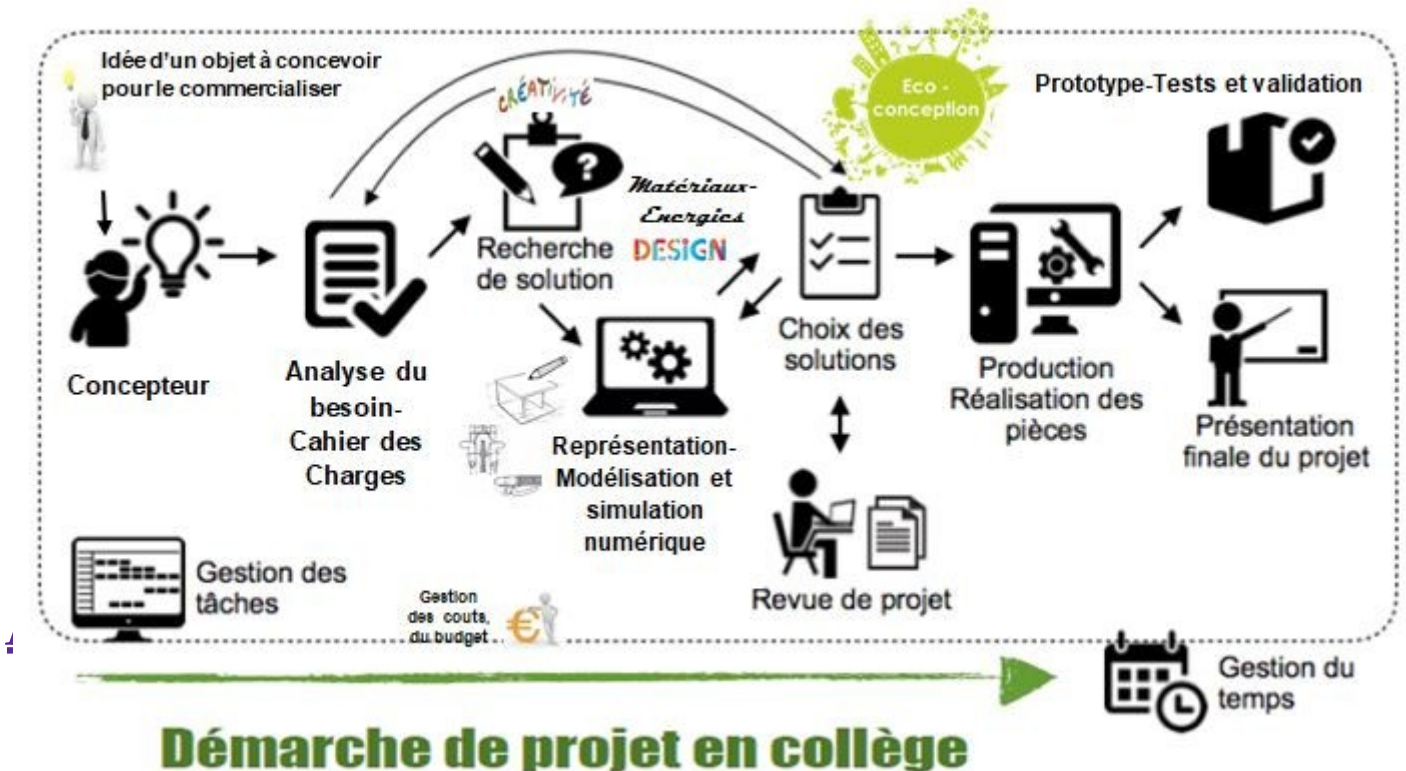 Idée d'un objet à concevoir
pour le commercialiser
CRÉATIVITÉ
Eco -
conception
Prototype-Tests et validation
Matériaux-
Energies
DESIGN
Recherche
de solution
Concepteur
Analyse du
besoin-
Cahier des
Charges
Représentation-
Modélisation et
simulation
numérique
Choix des
solutions
Production
Réalisation des
pièces
Présentation
finale du projet
Revue de projet
Gestion des
tâches
Gestion
des couts,
du budget
€
Gestion du
temps
Démarche de projet en collège